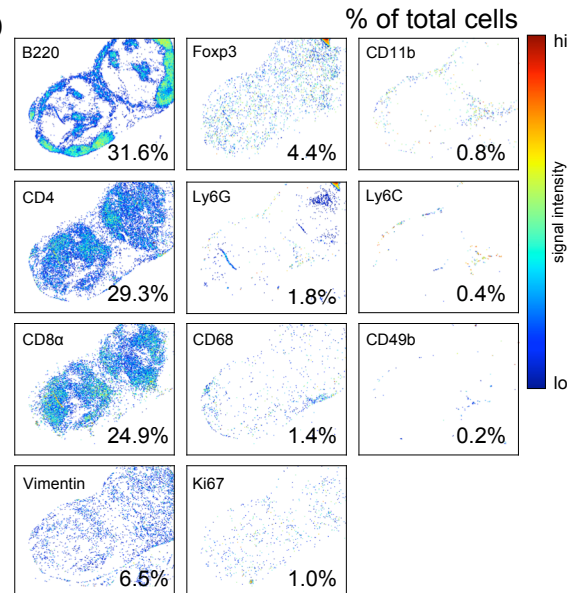 % of total cells
B220
31.6%
Foxp3
4.4%
CD11b
0.8%
CD4
29.3%
Ly6G
1.8%
Ly6C
0.4%
CD8α
24.9%
CD68
1.4%
CD49b
0.2%
Vimentin
6.5%
Ki67
1.0%
hi
signal intensity
lo